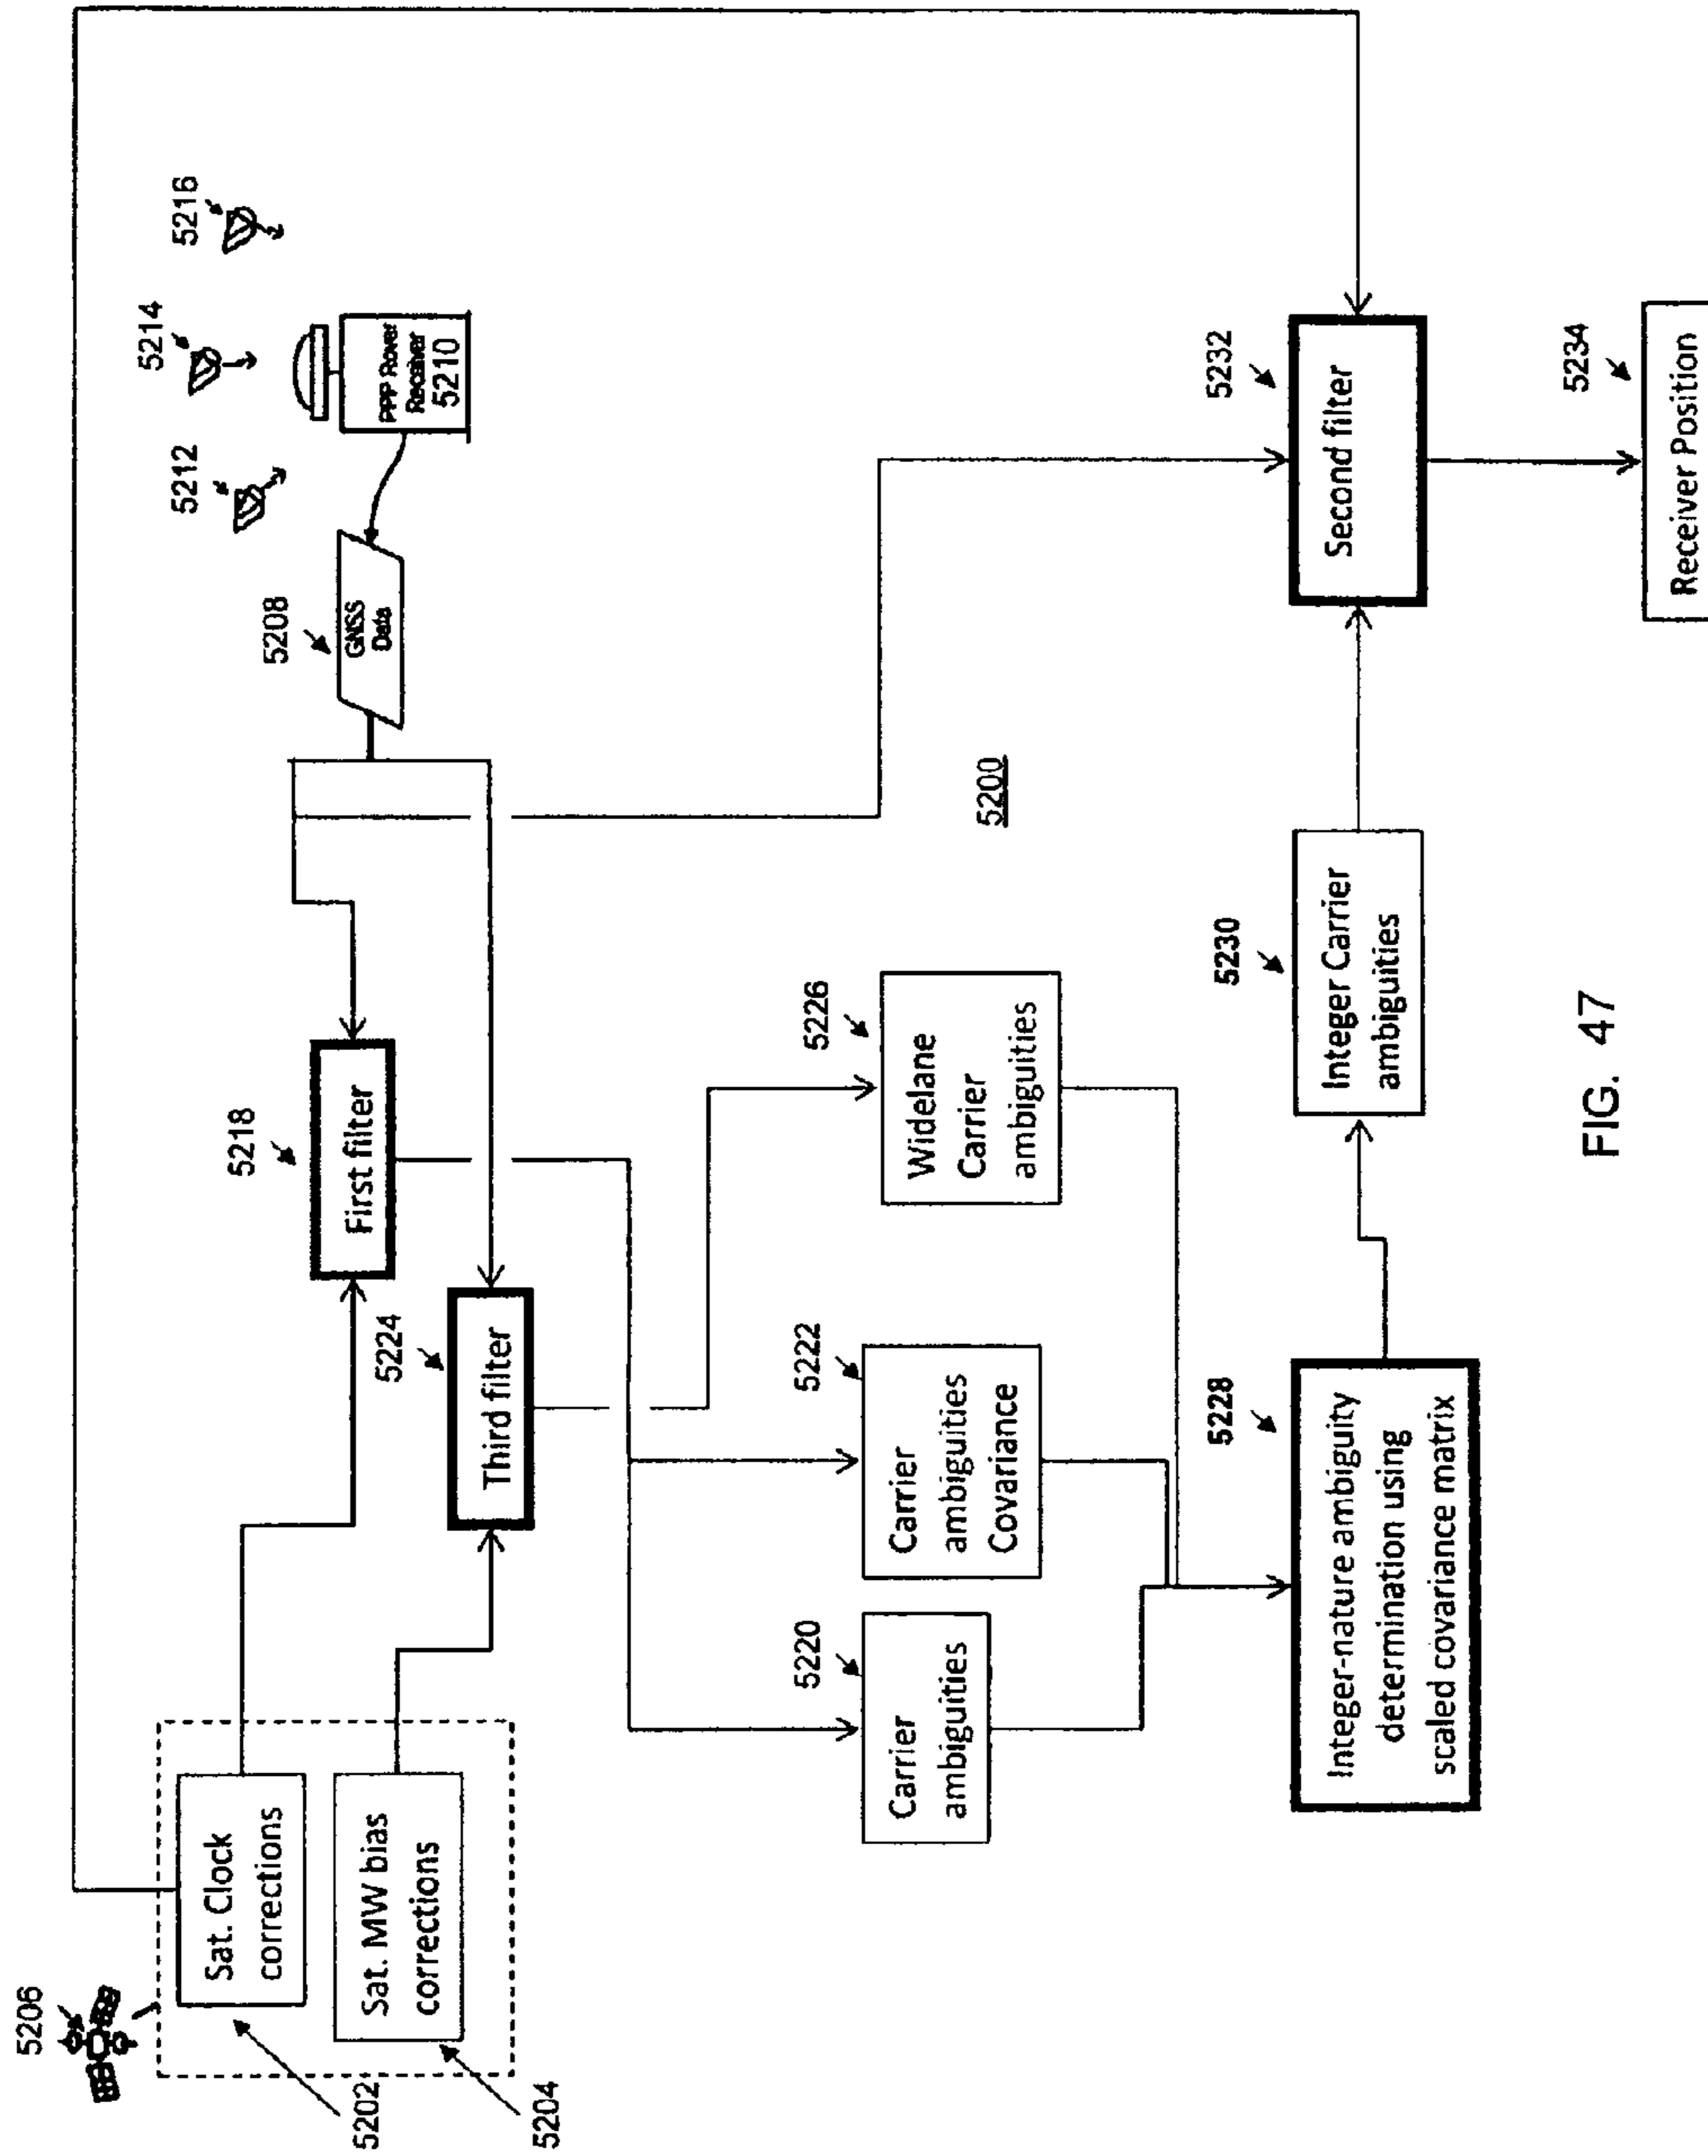 5206
5202
5204
Sat. Clock
corrections
Sat. MW bias
corrections
5218
First filter
5224
Third filter
5208
GNSS
Data
5212
5214
5216
PPP Rover
Receiver
5210
5220
Carrier
ambiguities
5222
Carrier
ambiguities
Covariance
5226
Widelane
Carrier
ambiguities
5200
5228
Integer-nature ambiguity
determination using
scaled covariance matrix
5230
Integer Carrier
ambiguities
5232
Second filter
5234
Receiver Position
FIG. 47